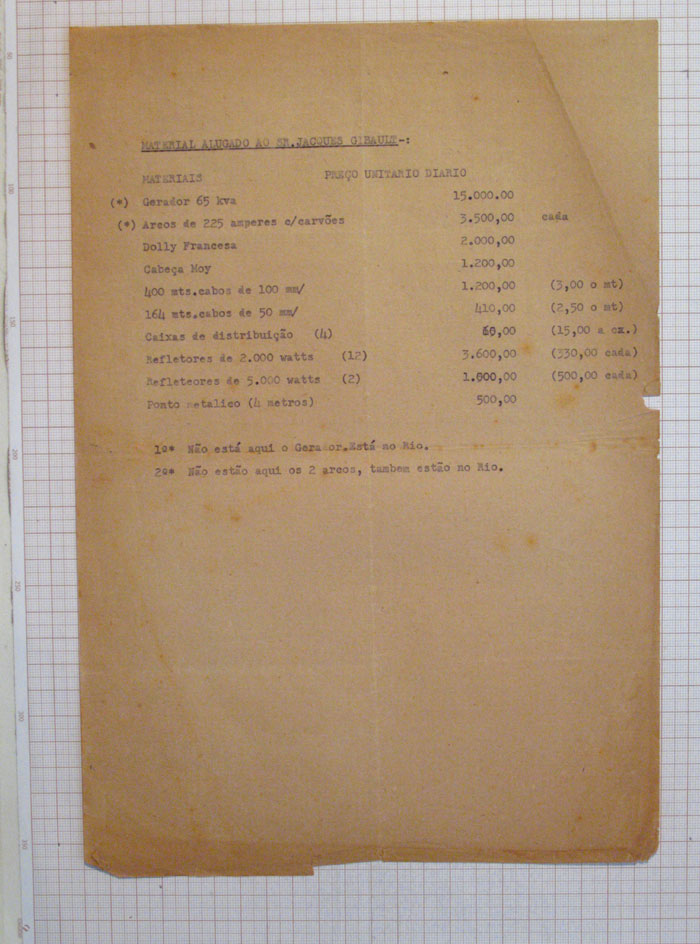 MATERIAL ALUGADO AO SR.JACQUES GIBAULT-:
MATERIAIS PREÇO UNITARIO DIARIO
(*) Gerador 65 kva 15.000.00
(*) Arcos de 225 amperes c/carvões 3.500,00 cada
Dolly Francesa 2.000,00
Cabeça Moy 1.200,00
400 mts.cabos de 100 mm/ 1.200,00 (3,00 o mt)
164 mts.cabos de 50 mm/ 410,00 (2,50 o mt)
Caixas de distribuição (4) 60,00 (15,00 a cx.)
Refletores de 2.000 watts (12) 3.600,00 (330,00 cada)
Refleteores de 5.000 watts (2) 1.000,00 (500,00 cada)
Ponto metalico (4 metros) 500,00
1º* Não está aqui o Gerador.Está no Rio.
2º* Não estão aqui os 2 arcos, tambem estão no Rio.